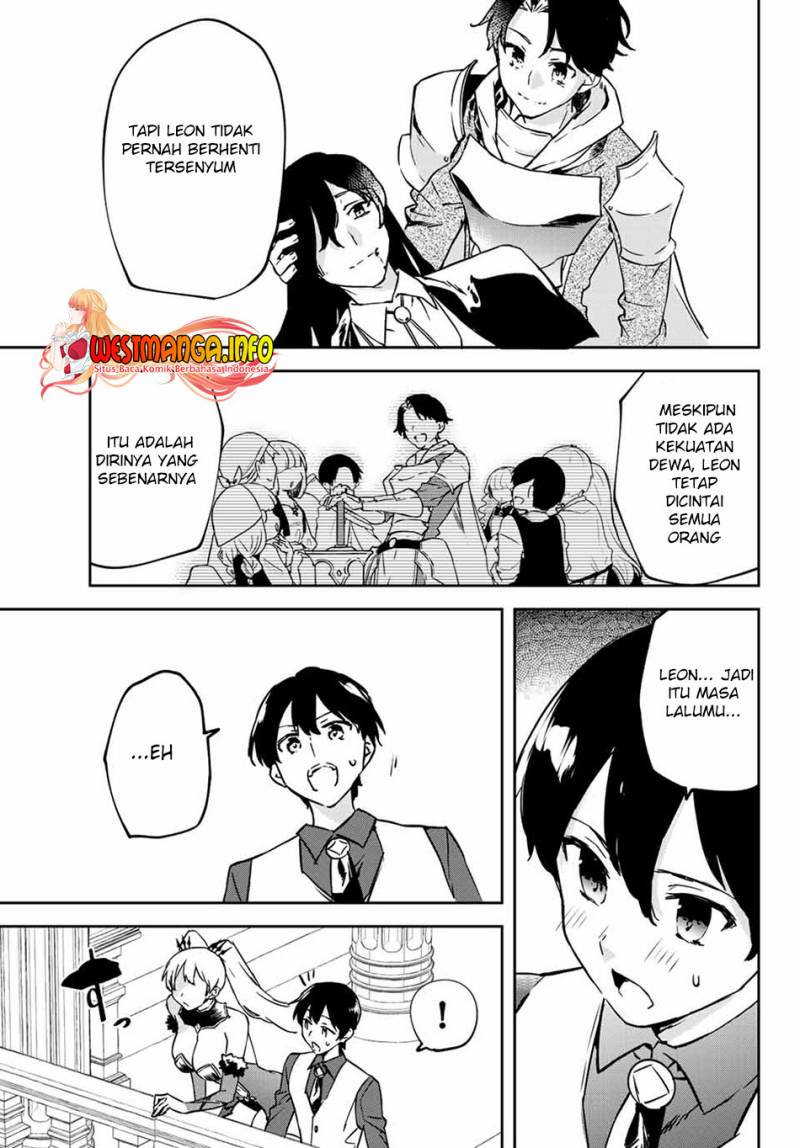 TAPI LEON TIDAK
PERNAH BERHENTI
TERSENYUM
WESTMANGA.INFO
Situs Baca Komik Berbahasa Indonesia
MESKIPUN
TIDAK ADA
KEKUATAN
DEWA, LEON
TETAP
DICINTAI
SEMUA
ORANG
ITU ADALAH
DIRINYA YANG
SEBENARNYA
LEON... JADI
ITU MASA
LALUMU...
...EH
!